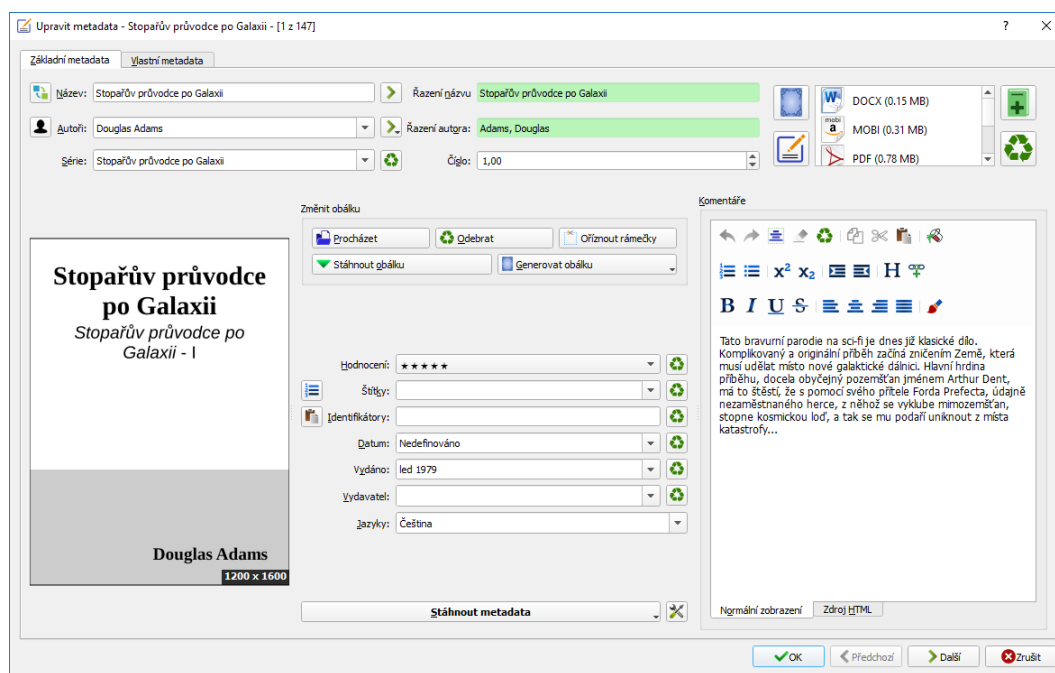 Upravit metadata - Stopařův průvodce po Galaxii - [1 z 147]
? X
Základní metadata Vlastní metadata
Název: Stopařův průvodce po Galaxii Řazení názvu Stopařův průvodce po Galaxii
Autoři: Douglas Adams Řazení autora: Adams, Douglas
Série: Stopařův průvodce po Galaxii Číslo: 1,00
DOCX (0.15 MB)
mobi
a
MOBI (0.31 MB)
PDF (0.78 MB)
Stopařův průvodce
po Galaxii
Stopařův průvodce po
Galaxii - I
Douglas Adams
1200 x 1600
Změnit obálku
Procházet Odebrat Oříznout rámečky
Stáhnout obálku Generovat obálku
Hodnocení: ★★★★★
Štítky:
Identifikátory:
Datum: Nedefinováno
Vydáno: led 1979
Vydavatel:
Jazyky: Čeština
Stáhnout metadata
Komentáře
x² x₂ H
B I U S
Tato bravurní parodie na sci-fi je dnes již klasické dílo.
Komplikovaný a originální příběh začíná zničením Země, která
musí udělat místo nové galaktické dálnici. Hlavní hrdina
příběhu, docela obyčejný pozemšťan jménem Arthur Dent,
má to štěstí, že s pomocí svého přítele Forda Prefecta, údajně
nezaměstnaného herce, z něhož se vyklube mimozemšťan,
stopne kosmickou loď, a tak se mu podaří uniknout z místa
katastrofy...
Normální zobrazení Zdroj HTML
OK Předchozí Další Zrušit